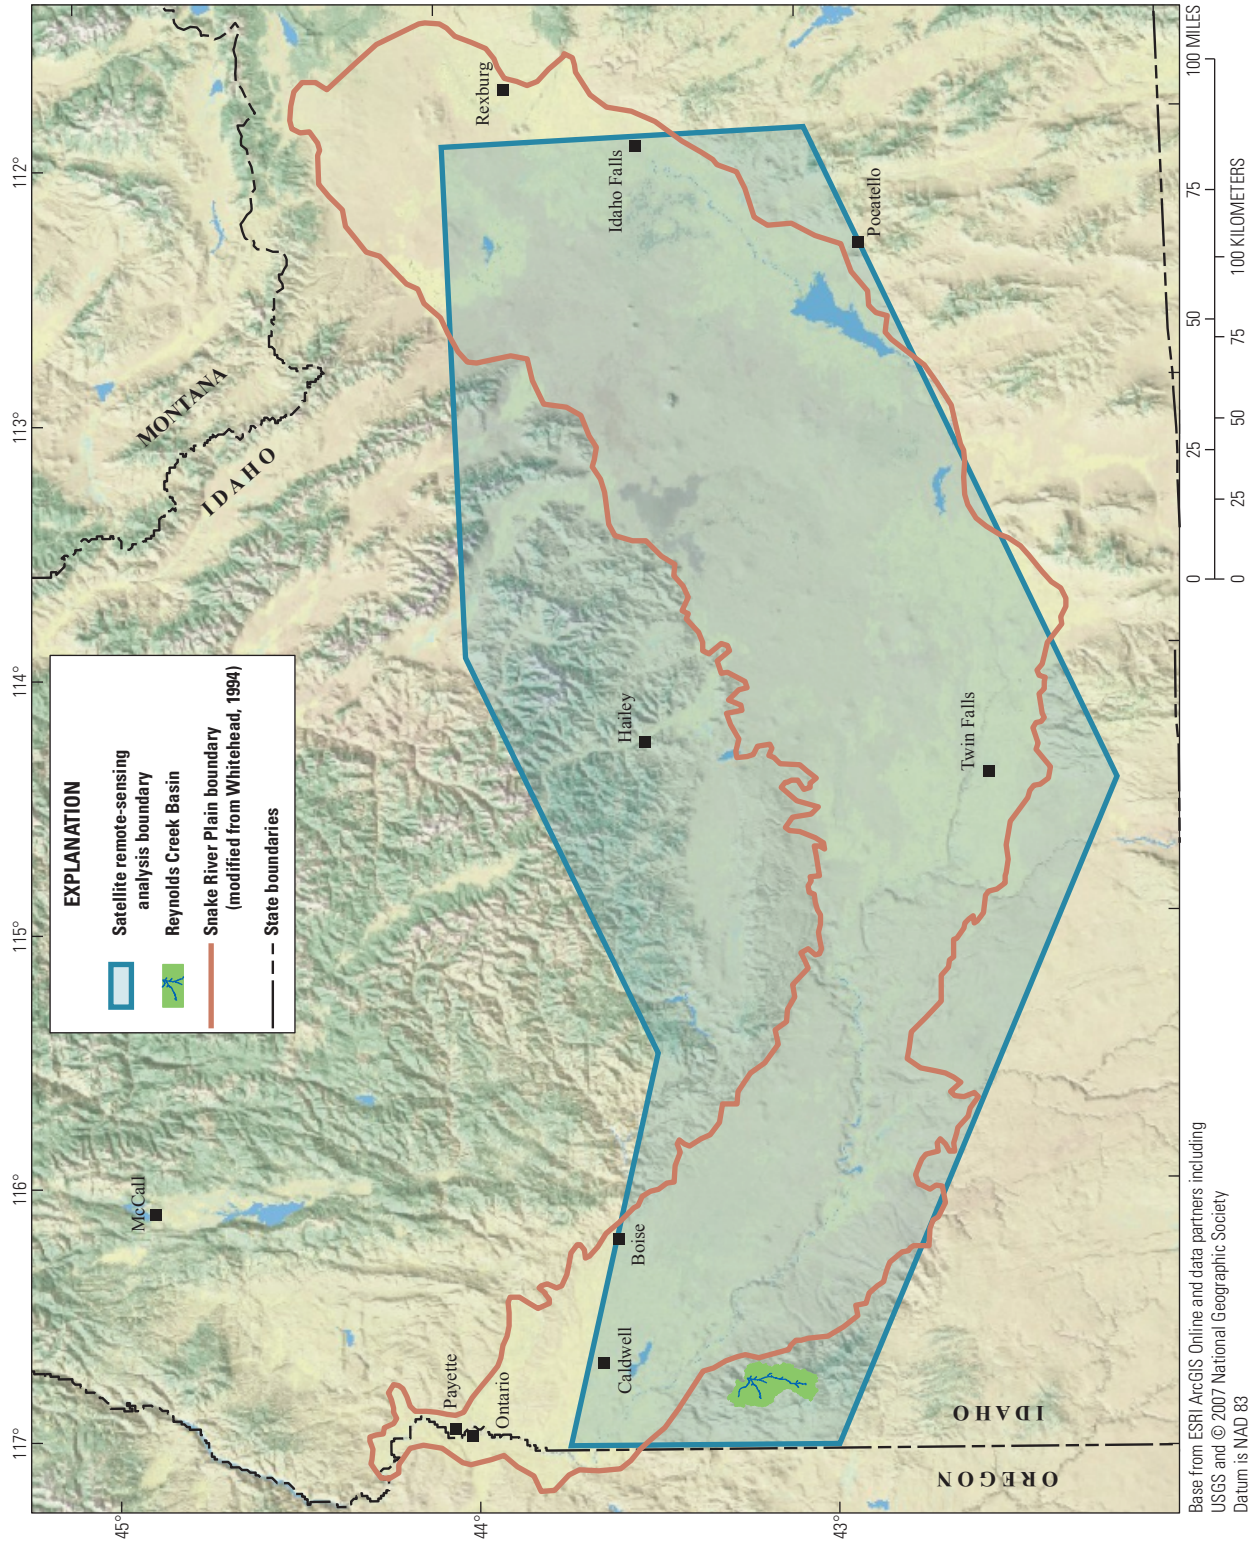 117°
116°
115°
114°
113°
112°
45°
44°
43°
EXPLANATION
Satellite remote-sensing
analysis boundary
Reynolds Creek Basin
Snake River Plain boundary
(modified from Whitehead, 1994)
State boundaries
MONTANA
IDAHO
McCall
Payette
Ontario
Caldwell
Boise
Hailey
Twin Falls
Rexburg
Idaho Falls
Pocatello
IDAHO
OREGON
0 25 50 75 100 MILES
0 25 50 75 100 KILOMETERS
Base from ESRI ArcGIS Online and data partners including
USGS and © 2007 National Geographic Society
Datum is NAD 83